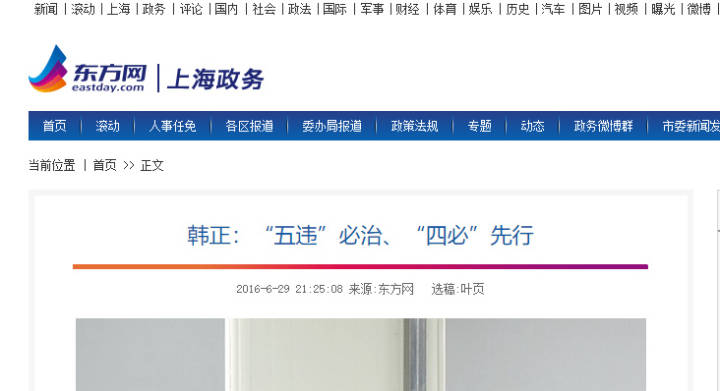 新闻 | 滚动 | 上海 | 政务 | 评论 | 国内 | 社会 | 政法 | 国际 | 军事 | 财经 | 体育 | 娱乐 | 历史 | 汽车 | 图片 | 视频 | 曝光 | 微博 |
东方网 | 上海政务
eastday.com
首页 | 滚动 | 人事任免 | 各区报道 | 委办局报道 | 政策法规 | 专题 | 动态 | 政务微博群 | 市委新闻发
当前位置 | 首页 >> 正文
韩正：“五违”必治、“四必”先行
2016-6-29 21:25:08 来源:东方网 选稿:叶页